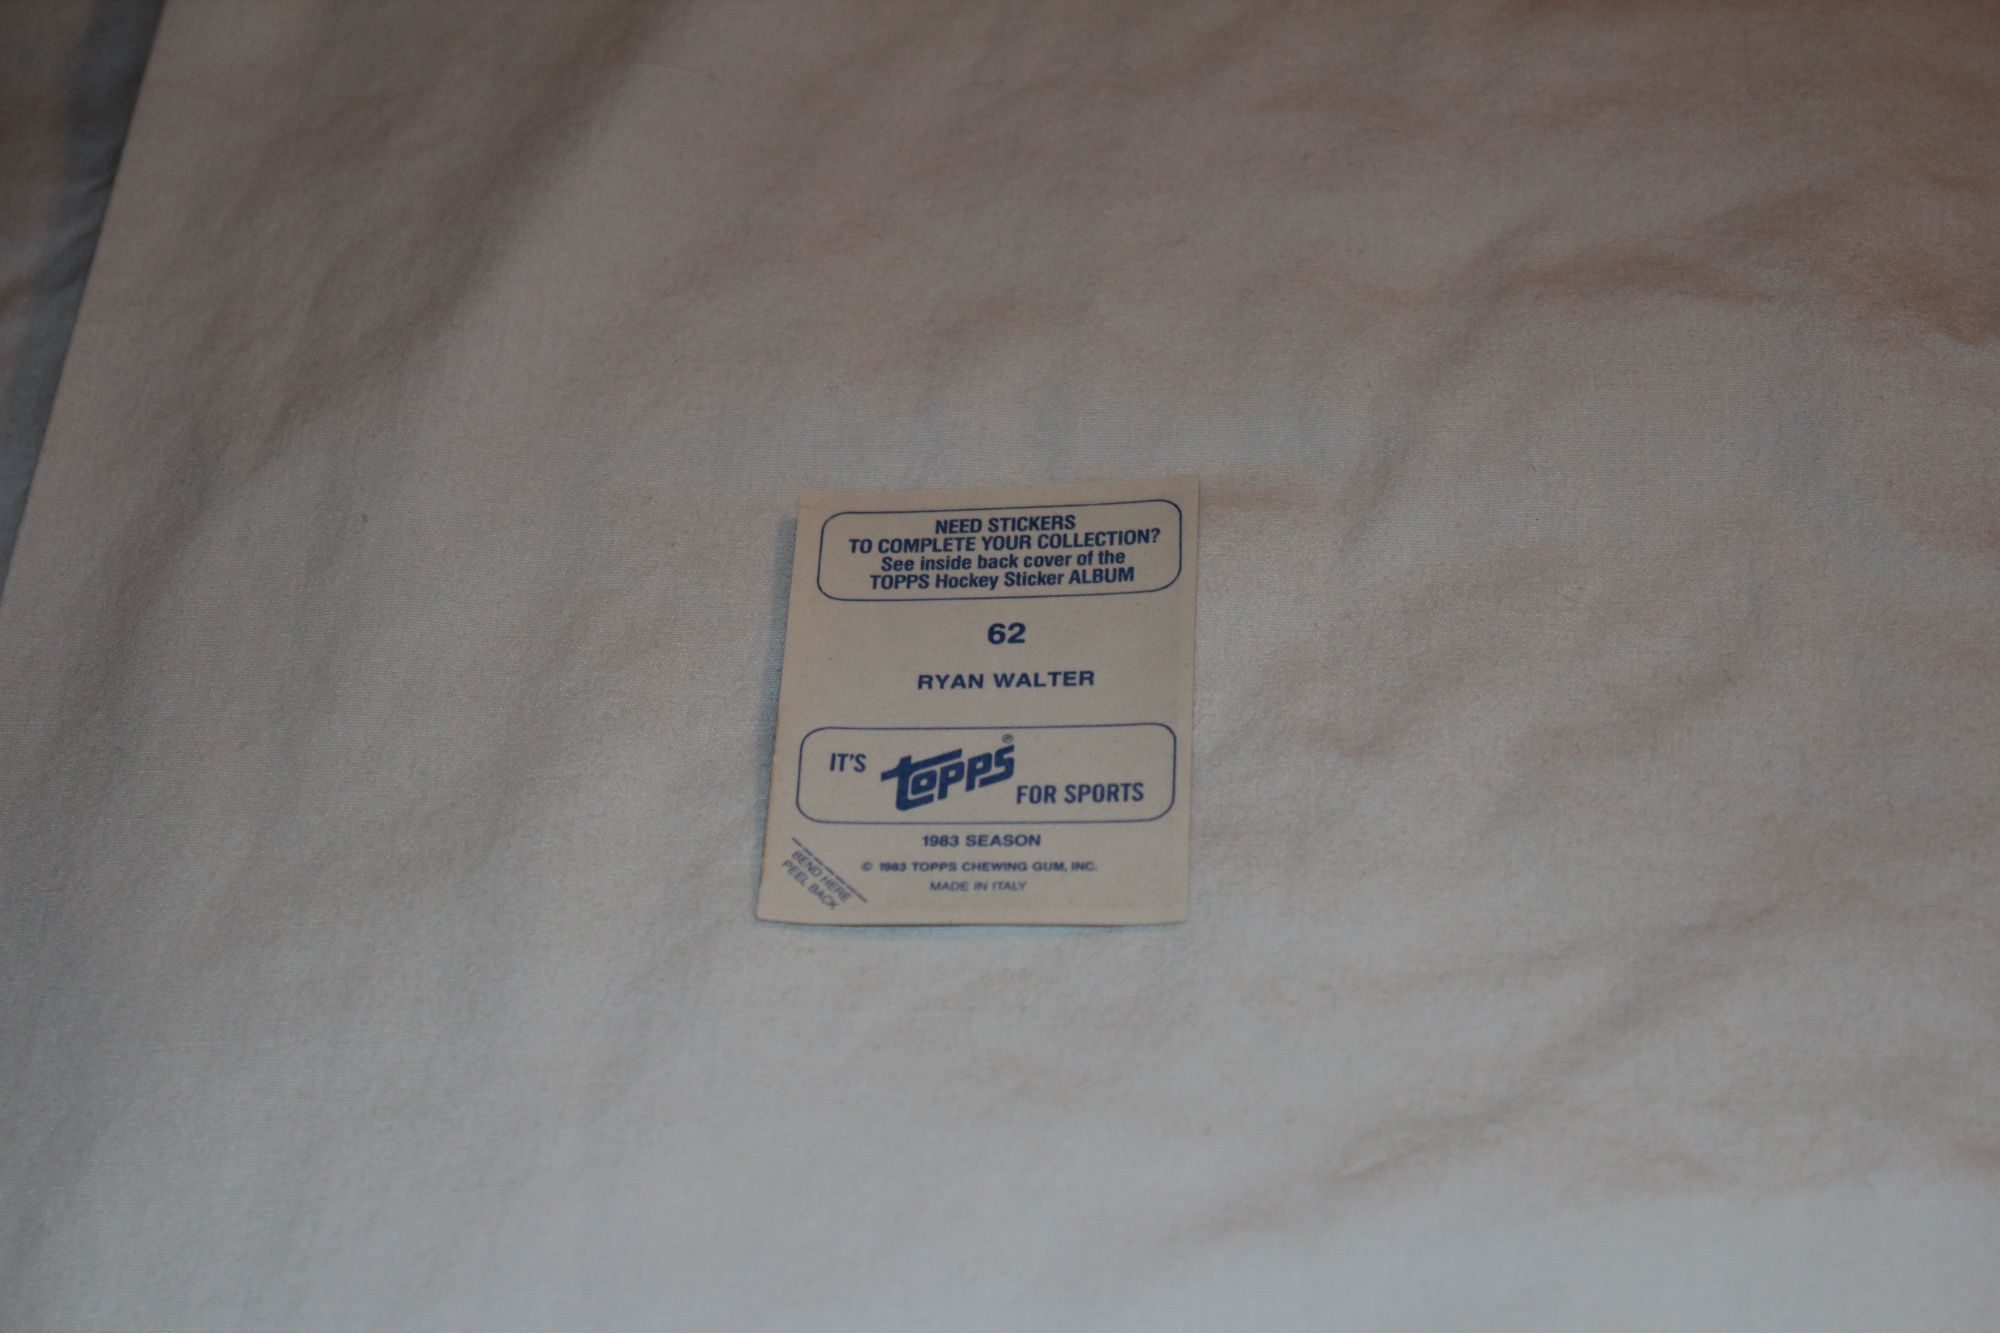 NEED STICKERS
TO COMPLETE YOUR COLLECTION?
See inside back cover of the
TOPPS Hockey Sticker ALBUM
62
RYAN WALTER
IT'S topps® FOR SPORTS
1983 SEASON
© 1983 TOPPS CHEWING GUM, INC.
MADE IN ITALY
BEND HERE
PEEL BACK